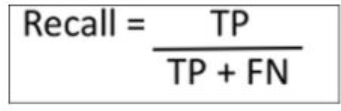 Recall = TP
TP + FN